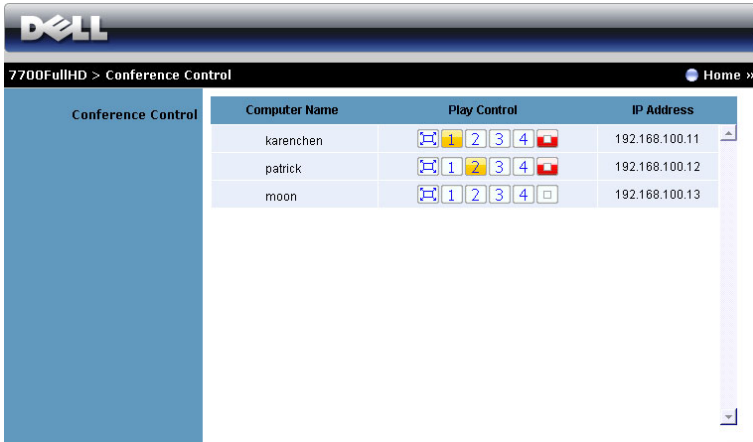 DELL
7700FullHD > Conference Control
Home »
Conference Control
Computer Name Play Control IP Address
karenchen 1 2 3 4 192.168.100.11
patrick 1 2 3 4 192.168.100.12
moon 1 2 3 4 192.168.100.13